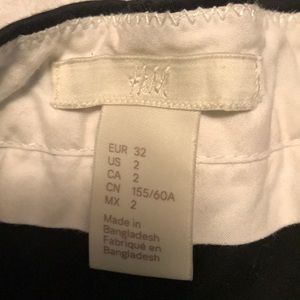 H&M
EUR 32
US 2
CA 2
CN 155/60A
MX 2
Made in
Bangladesh
Fabriqué en
Bangladesh